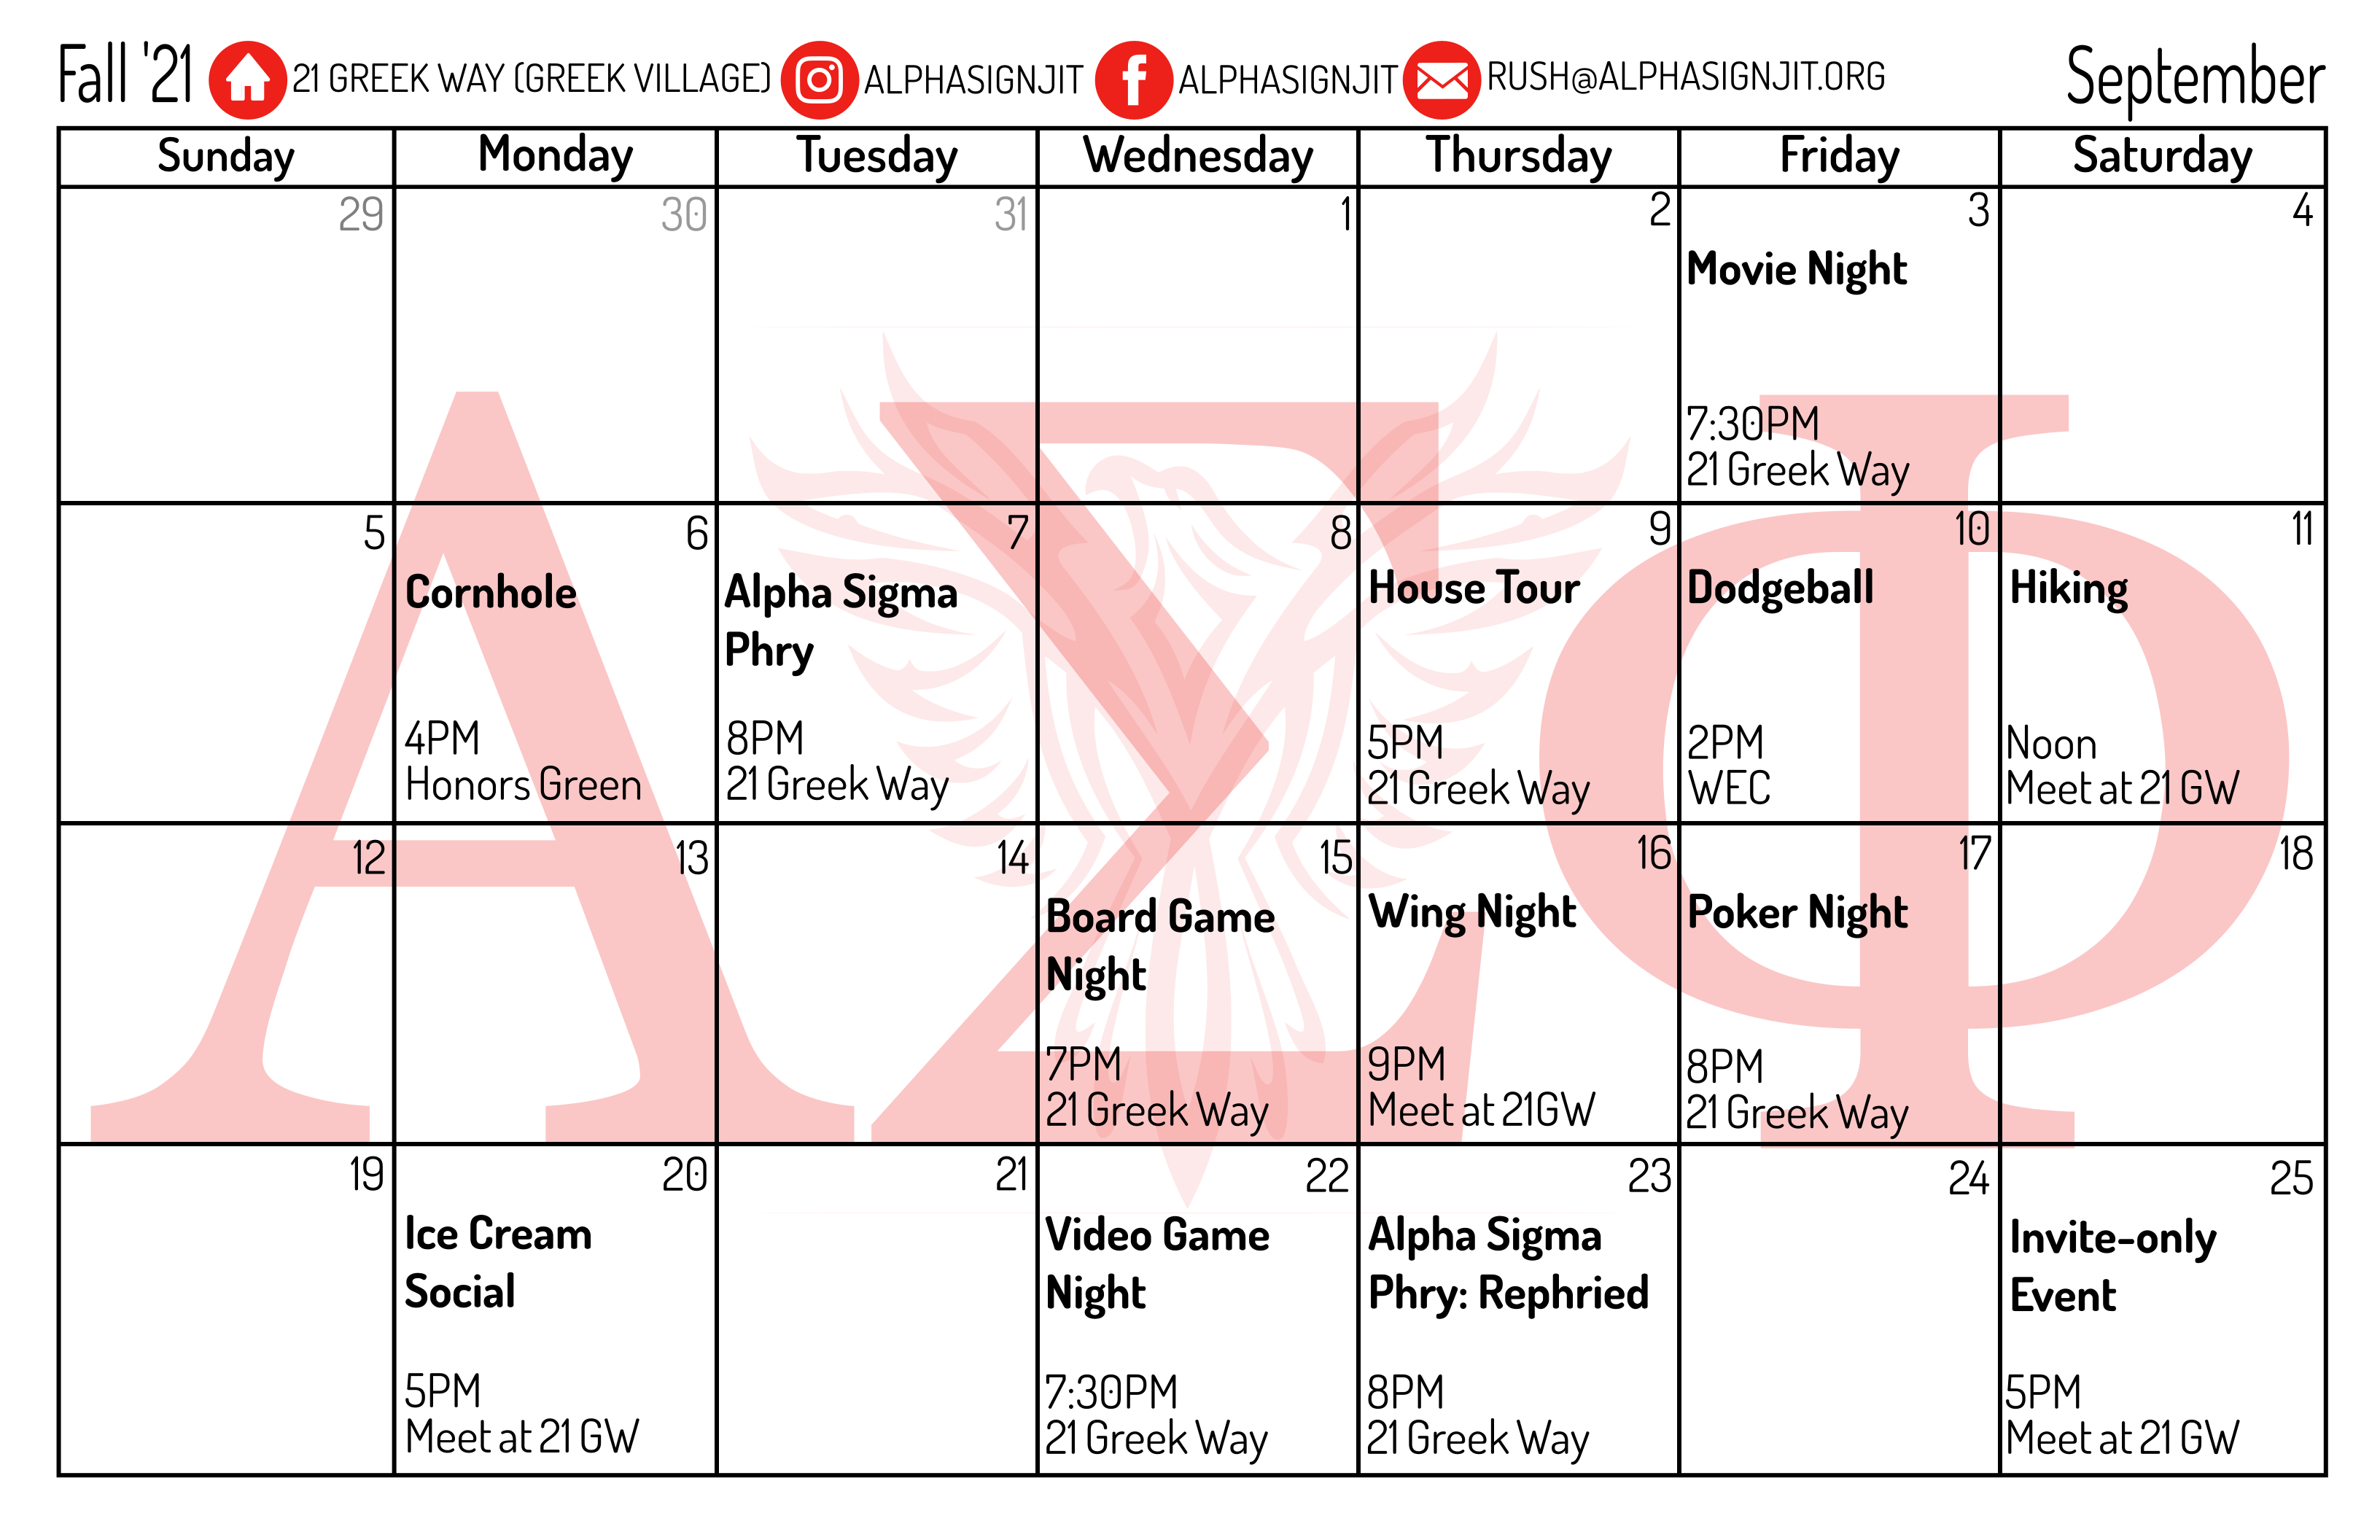 Fall '21 21 GREEK WAY (GREEK VILLAGE) ALPHASIGNJIT ALPHASIGNJIT RUSH@ALPHASIGNJIT.ORG September
Sunday Monday Tuesday Wednesday Thursday Friday Saturday
29
30
31
1
2
3
Movie Night
7:30PM
21 Greek Way
4
5
6
Cornhole
4PM
Honors Green
7
Alpha Sigma
Phry
8PM
21 Greek Way
8
9
House Tour
5PM
21 Greek Way
10
Dodgeball
2PM
WEC
11
Hiking
Noon
Meet at 21 GW
12
13
14
15
Board Game
Night
7PM
21 Greek Way
16
Wing Night
9PM
Meet at 21GW
17
Poker Night
8PM
21 Greek Way
18
19
20
Ice Cream
Social
5PM
Meet at 21 GW
21
22
Video Game
Night
7:30PM
21 Greek Way
23
Alpha Sigma
Phry: Rephried
8PM
21 Greek Way
24
25
Invite-only
Event
5PM
Meet at 21 GW
ΑΣΦ